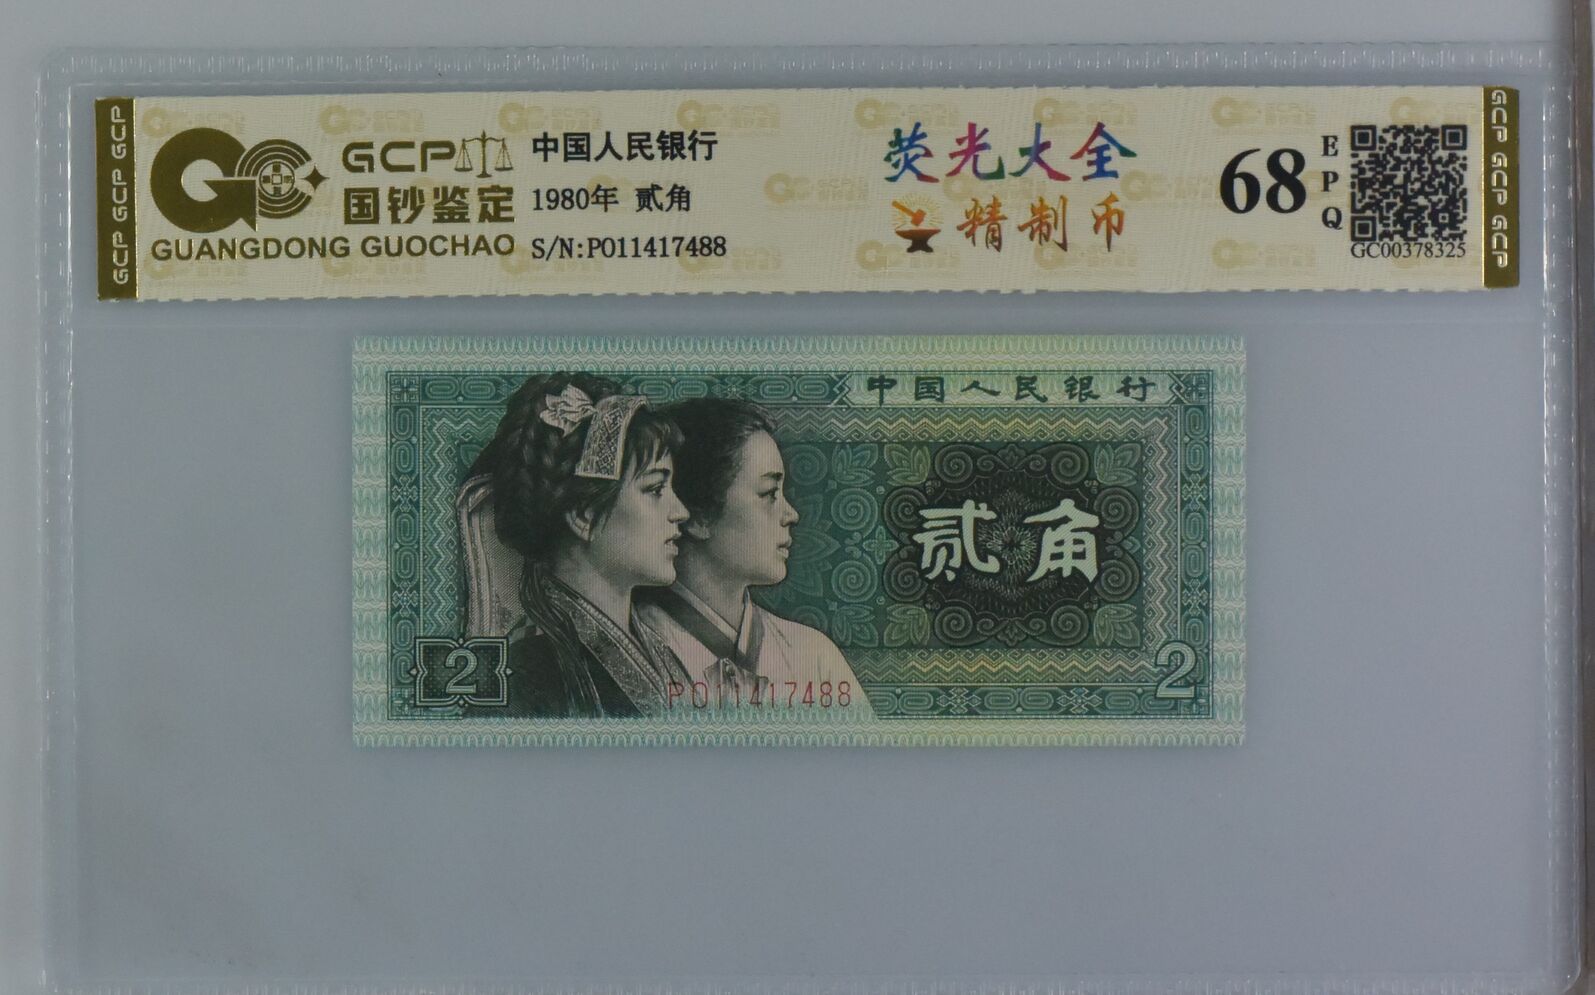 GCP GCP GCP
GCP
国钞鉴定
GUANGDONG GUOCHAO
中国人民银行
1980年 贰角
S/N:P011417488
荧光大全
精制币
68
EPQ
GC00378325
GCP GCP GCP
中国人民银行
贰角
2
2
P011417488